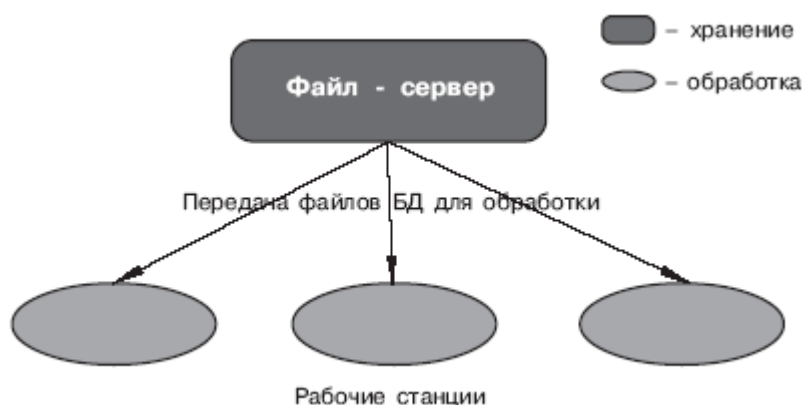 – хранение
Файл - сервер
– обработка
Передача файлов БД для обработки
Рабочие станции